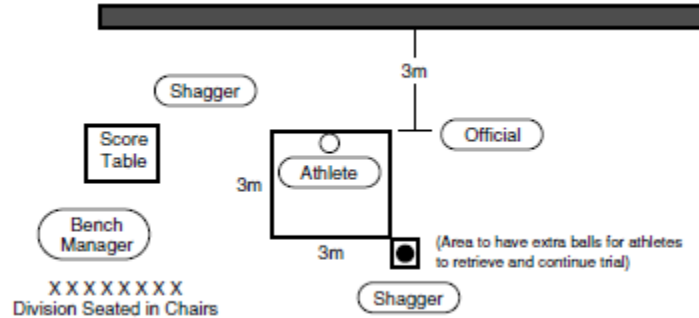 3m
Shagger
Score
Table
Official
Athlete
3m
Bench
Manager
3m
(Area to have extra balls for athletes
to retrieve and continue trial)
X X X X X X X X
Division Seated in Chairs
Shagger